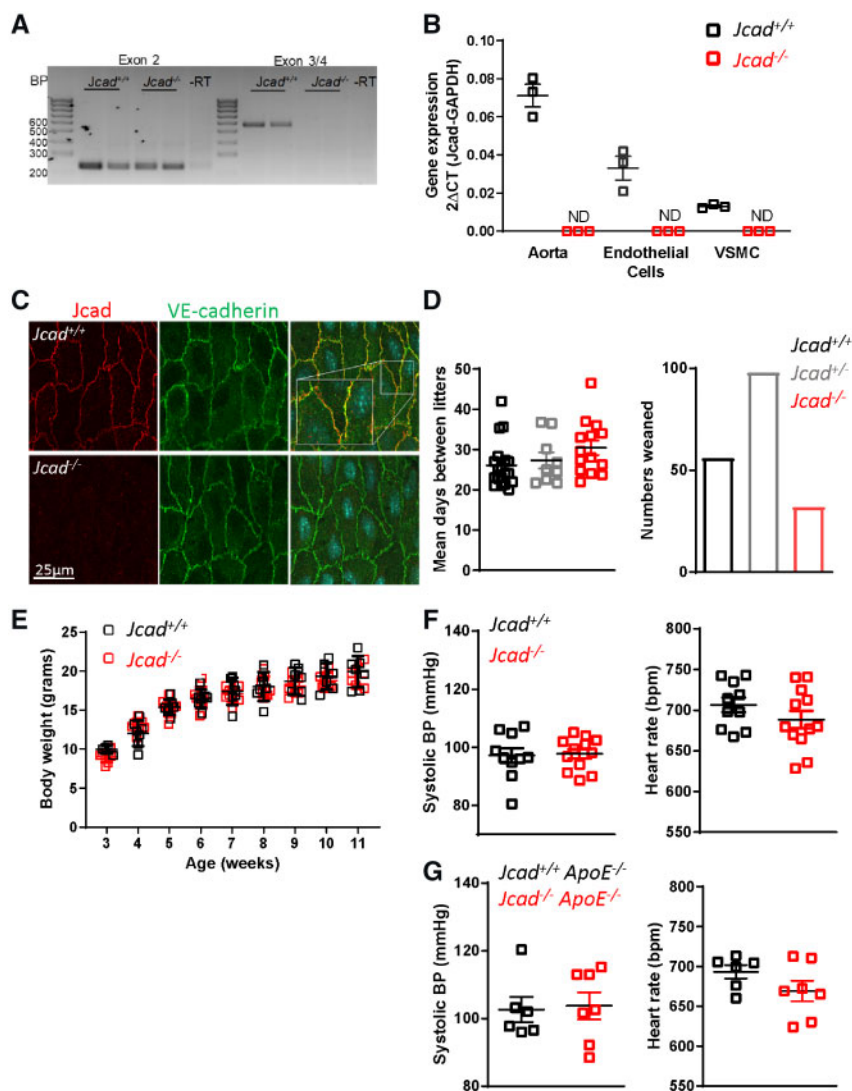 A
Exon 2
Exon 3/4
BP
Jcad+/+
Jcad-/-
-RT
Jcad+/+
Jcad-/-
-RT
600
500
400
300
200
B
Jcad+/+
Jcad-/-
Gene expression
2ΔCT (Jcad-GAPDH)
0.08
0.06
0.04
0.02
0.00
ND
ND
ND
Aorta
Endothelial
Cells
VSMC
C
Jcad
VE-cadherin
Jcad+/+
Jcad-/-
25μm
D
Mean days between litters
50
40
30
20
10
0
Numbers weaned
100
50
0
Jcad+/+
Jcad+/-
Jcad-/-
E
Jcad+/+
Jcad-/-
Body weight (grams)
25
20
15
10
5
0
3 4 5 6 7 8 9 10 11
Age (weeks)
F
Jcad+/+
Jcad-/-
Systolic BP (mmHg)
140
120
100
80
Heart rate (bpm)
800
750
700
650
600
550
G
Jcad+/+ ApoE-/-
Jcad-/- ApoE-/-
Systolic BP (mmHg)
140
120
100
80
Heart rate (bpm)
800
750
700
650
600
550